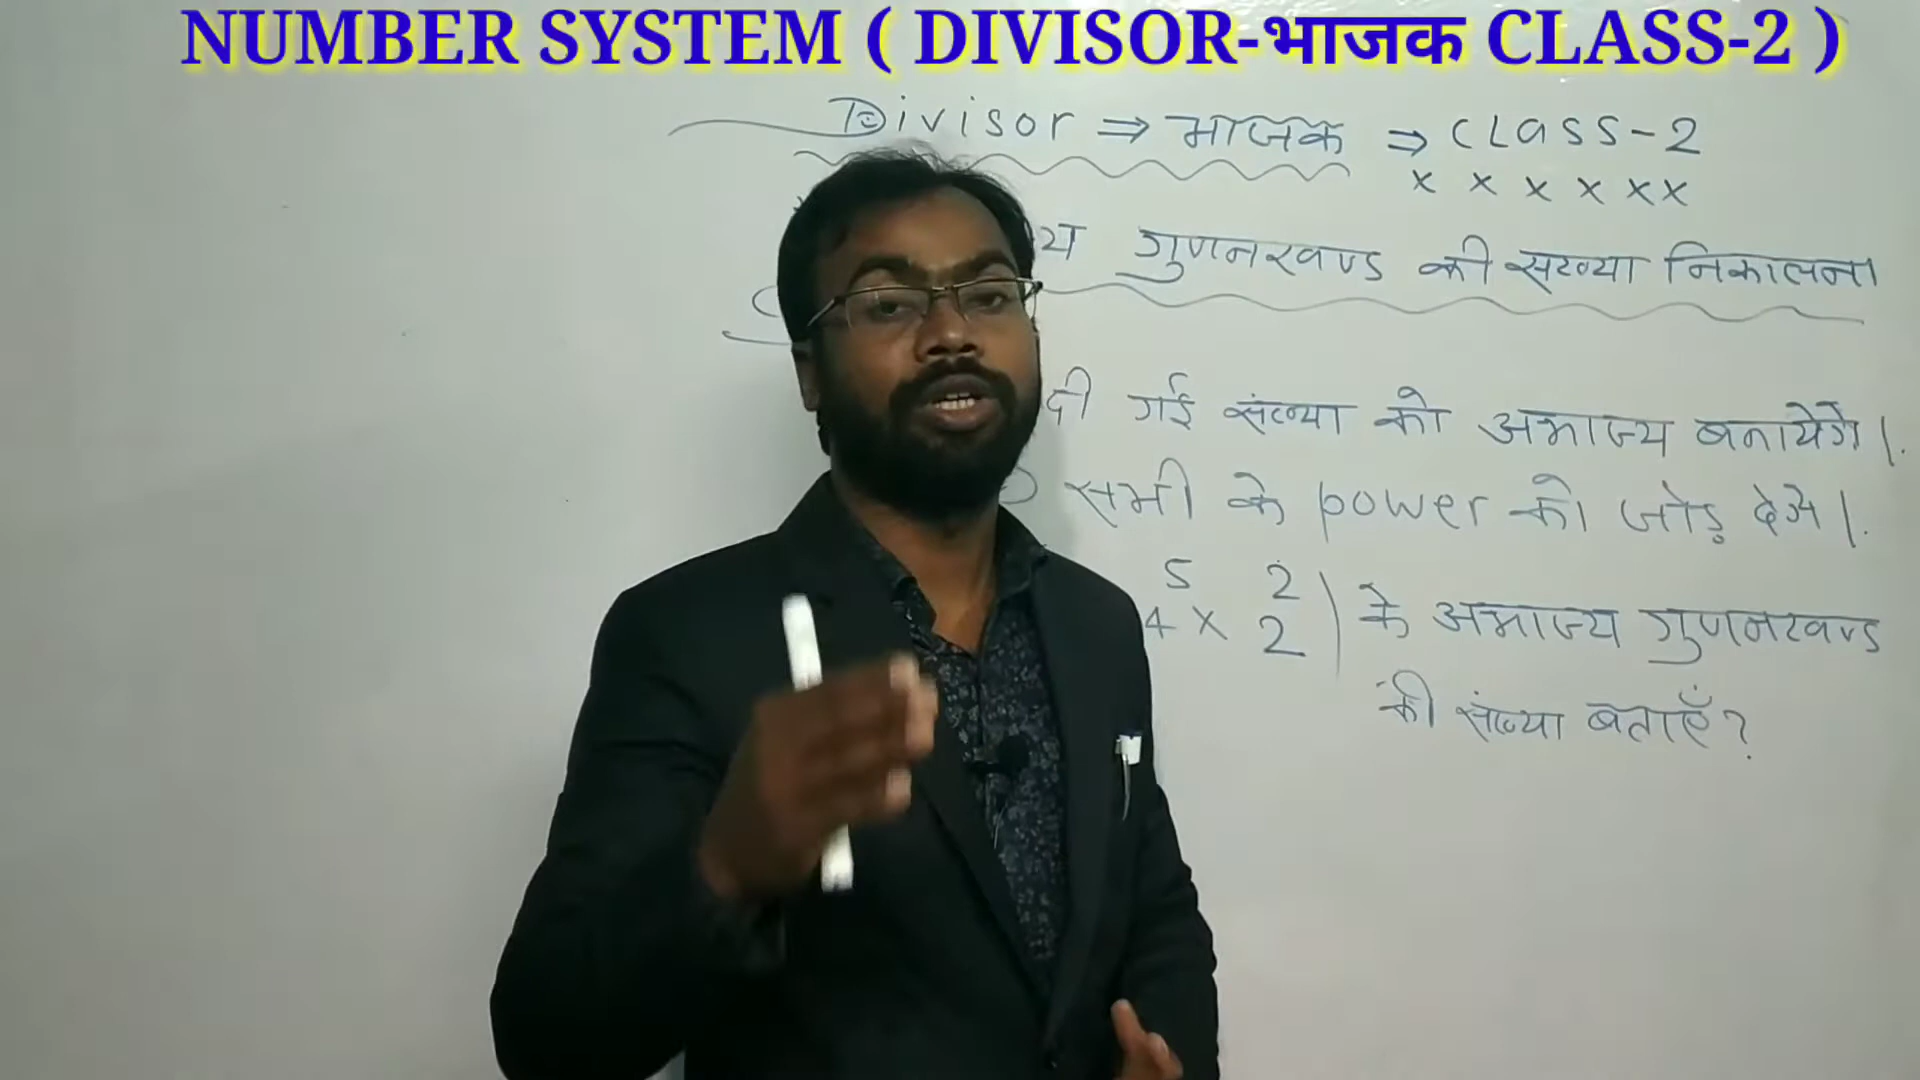 NUMBER SYSTEM ( DIVISOR-भाजक CLASS-2 )
Divisor ⇒ भाजक ⇒ CLASS-2
x x x x x x
य गुणनखण्ड की संख्या निकालना
दी गई संख्या को अभाज्य बनायेगें।
सभी के power को जोड़ देगें।
5 2
4 × 2 के अभाज्य गुणनखण्ड
की संख्या बताएँ?